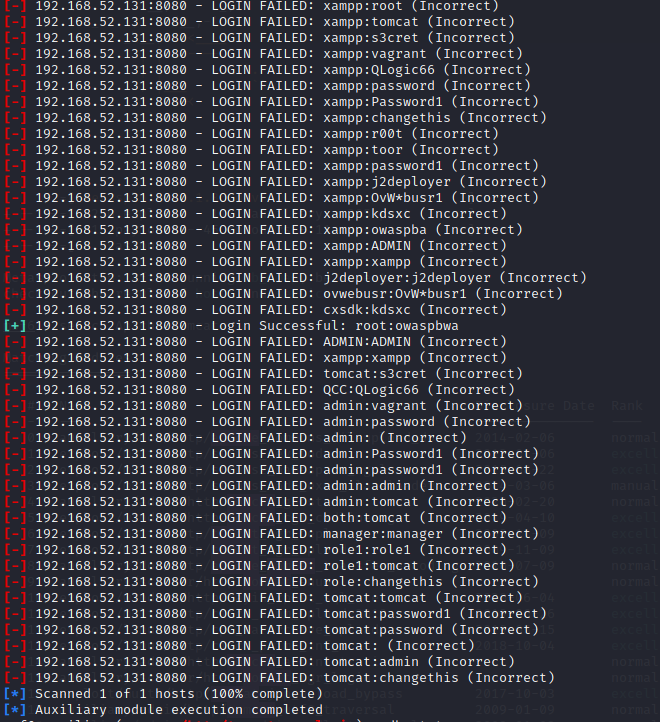 [-] 192.168.52.131:8080 - LOGIN FAILED: xampp:root (Incorrect)
[-] 192.168.52.131:8080 - LOGIN FAILED: xampp:tomcat (Incorrect)
[-] 192.168.52.131:8080 - LOGIN FAILED: xampp:s3cret (Incorrect)
[-] 192.168.52.131:8080 - LOGIN FAILED: xampp:vagrant (Incorrect)
[-] 192.168.52.131:8080 - LOGIN FAILED: xampp:QLogic66 (Incorrect)
[-] 192.168.52.131:8080 - LOGIN FAILED: xampp:password (Incorrect)
[-] 192.168.52.131:8080 - LOGIN FAILED: xampp:Password1 (Incorrect)
[-] 192.168.52.131:8080 - LOGIN FAILED: xampp:changethis (Incorrect)
[-] 192.168.52.131:8080 - LOGIN FAILED: xampp:r00t (Incorrect)
[-] 192.168.52.131:8080 - LOGIN FAILED: xampp:toor (Incorrect)
[-] 192.168.52.131:8080 - LOGIN FAILED: xampp:password1 (Incorrect)
[-] 192.168.52.131:8080 - LOGIN FAILED: xampp:j2deployer (Incorrect)
[-] 192.168.52.131:8080 - LOGIN FAILED: xampp:OvW*busr1 (Incorrect)
[-] 192.168.52.131:8080 - LOGIN FAILED: xampp:kdsxc (Incorrect)
[-] 192.168.52.131:8080 - LOGIN FAILED: xampp:owaspba (Incorrect)
[-] 192.168.52.131:8080 - LOGIN FAILED: xampp:ADMIN (Incorrect)
[-] 192.168.52.131:8080 - LOGIN FAILED: xampp:xampp (Incorrect)
[-] 192.168.52.131:8080 - LOGIN FAILED: j2deployer:j2deployer (Incorrect)
[-] 192.168.52.131:8080 - LOGIN FAILED: ovwebusr:OvW*busr1 (Incorrect)
[-] 192.168.52.131:8080 - LOGIN FAILED: cxsdk:kdsxc (Incorrect)
[+] 192.168.52.131:8080 - Login Successful: root:owaspbwa
[-] 192.168.52.131:8080 - LOGIN FAILED: ADMIN:ADMIN (Incorrect)
[-] 192.168.52.131:8080 - LOGIN FAILED: xampp:xampp (Incorrect)
[-] 192.168.52.131:8080 - LOGIN FAILED: tomcat:s3cret (Incorrect)
[-] 192.168.52.131:8080 - LOGIN FAILED: QCC:QLogic66 (Incorrect)
[-] 192.168.52.131:8080 - LOGIN FAILED: admin:vagrant (Incorrect)
[-] 192.168.52.131:8080 - LOGIN FAILED: admin:password (Incorrect)
[-] 192.168.52.131:8080 - LOGIN FAILED: admin: (Incorrect)
[-] 192.168.52.131:8080 - LOGIN FAILED: admin:Password1 (Incorrect)
[-] 192.168.52.131:8080 - LOGIN FAILED: admin:password1 (Incorrect)
[-] 192.168.52.131:8080 - LOGIN FAILED: admin:admin (Incorrect)
[-] 192.168.52.131:8080 - LOGIN FAILED: admin:tomcat (Incorrect)
[-] 192.168.52.131:8080 - LOGIN FAILED: both:tomcat (Incorrect)
[-] 192.168.52.131:8080 - LOGIN FAILED: manager:manager (Incorrect)
[-] 192.168.52.131:8080 - LOGIN FAILED: role1:role1 (Incorrect)
[-] 192.168.52.131:8080 - LOGIN FAILED: role1:tomcat (Incorrect)
[-] 192.168.52.131:8080 - LOGIN FAILED: role:changethis (Incorrect)
[-] 192.168.52.131:8080 - LOGIN FAILED: tomcat:tomcat (Incorrect)
[-] 192.168.52.131:8080 - LOGIN FAILED: tomcat:password1 (Incorrect)
[-] 192.168.52.131:8080 - LOGIN FAILED: tomcat:password (Incorrect)
[-] 192.168.52.131:8080 - LOGIN FAILED: tomcat: (Incorrect)
[-] 192.168.52.131:8080 - LOGIN FAILED: tomcat:admin (Incorrect)
[-] 192.168.52.131:8080 - LOGIN FAILED: tomcat:changethis (Incorrect)
[*] Scanned 1 of 1 hosts (100% complete)
[*] Auxiliary module execution completed